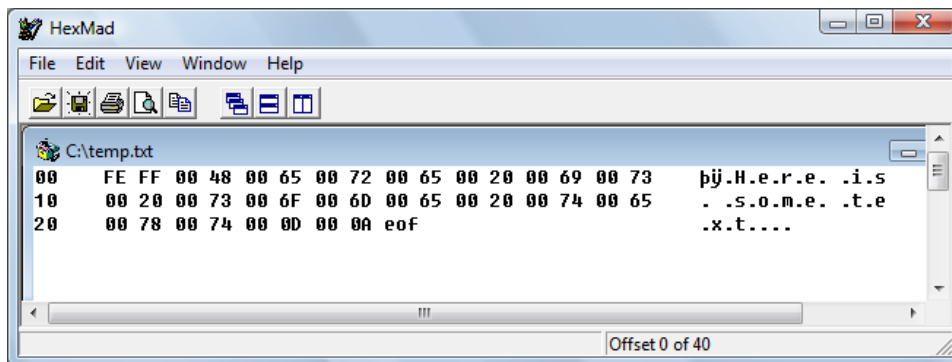 HexMad
File Edit View Window Help
C:\temp.txt
00 FE FF 00 48 00 65 00 72 00 65 00 20 00 69 00 73 þÿ.H.e.r.e. .i.s
10 00 20 00 73 00 6F 00 6D 00 65 00 20 00 74 00 65 . .s.o.m.e. .t.e
20 00 78 00 74 00 0D 00 0A eof .x.t....
Offset 0 of 40